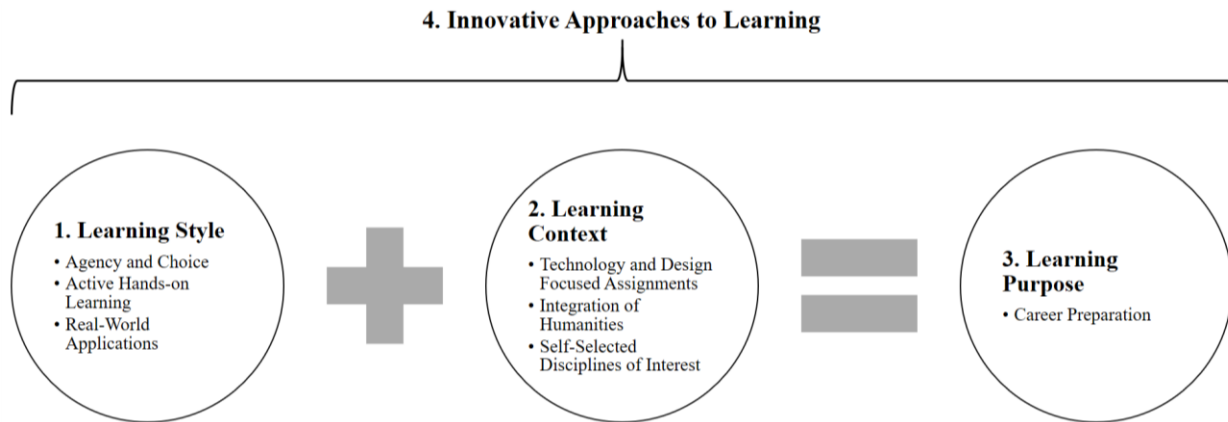 4. Innovative Approaches to Learning
1. Learning Style
• Agency and Choice
• Active Hands-on
Learning
• Real-World
Applications
2. Learning
Context
• Technology and Design
Focused Assignments
• Integration of
Humanities
• Self-Selected
Disciplines of Interest
3. Learning
Purpose
• Career Preparation